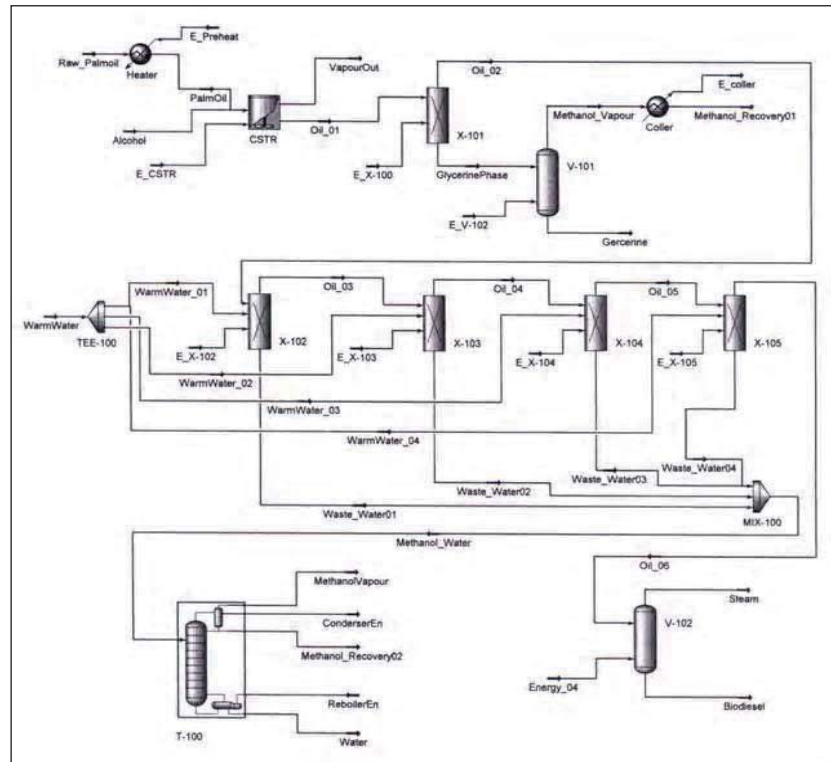 E_Preheat
Raw_Palmoil
Heater
PalmOil
VapourOut
Alcohol
CSTR
Oil_01
E_CSTR
Oil_02
X-101
E_X-100
GlycerinePhase
E_coller
Methanol_Vapour
Coller
Methanol_Recovery01
V-101
E_V-102
Gercerine
WarmWater_01
Oil_03
Oil_04
Oil_05
WarmWater
TEE-100
E_X-102
X-102
E_X-103
X-103
E_X-104
X-104
E_X-105
X-105
WarmWater_02
WarmWater_03
WarmWater_04
Waste_Water01
Waste_Water02
Waste_Water03
Waste_Water04
MIX-100
Methanol_Water
Oil_06
MethanolVapour
ConderserEn
Methanol_Recovery02
ReboilerEn
Water
T-100
Steam
V-102
Energy_04
Biodiesel